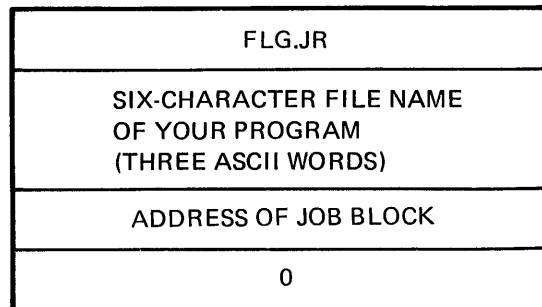 FLG.JR
SIX-CHARACTER FILE NAME
OF YOUR PROGRAM
(THREE ASCII WORDS)
ADDRESS OF JOB BLOCK
0